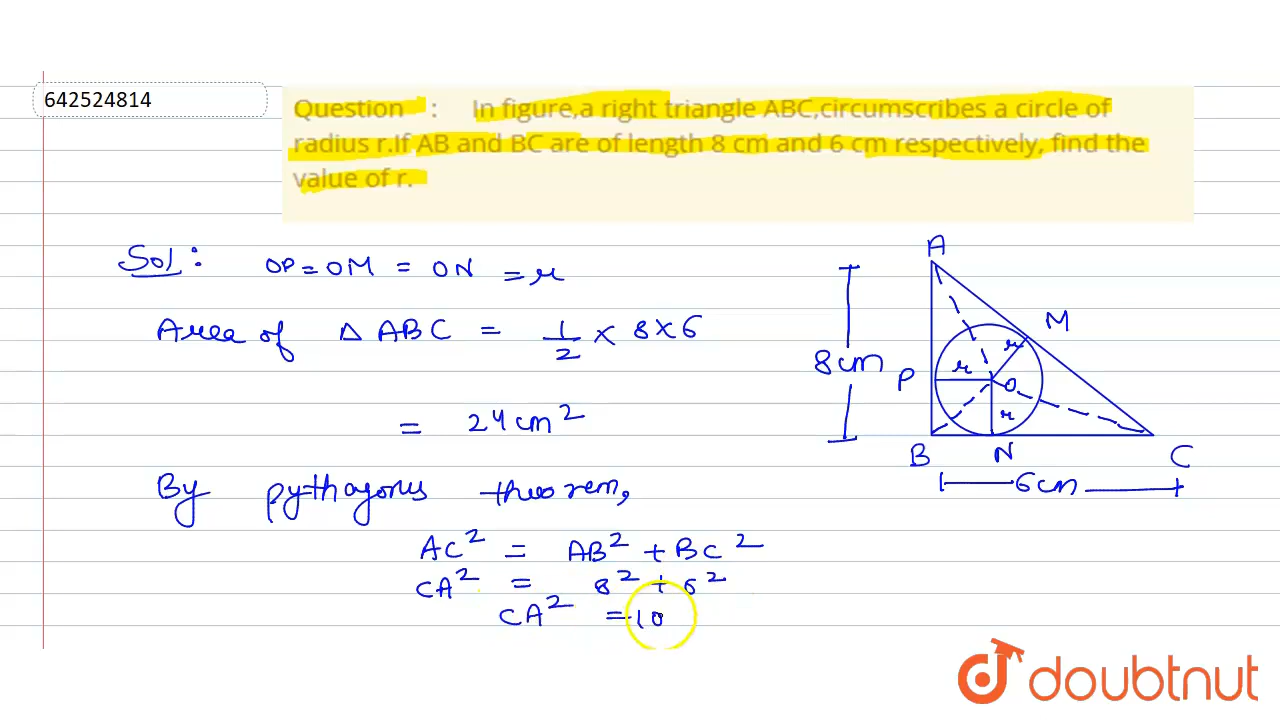 642524814
Question : In figure,a right triangle ABC,circumscribes a circle of
radius r.If AB and BC are of length 8 cm and 6 cm respectively, find the
value of r.
Sol : OP = OM = ON = r
Area of Δ ABC = 1/2 × 8×6
= 24 cm²
By pythagorus theorem,
AC² = AB² + BC²
CA² = 8² + 6²
CA² = 10
A
M
8cm
P
r
r
O
r
B
N
C
6cm
doubtnut